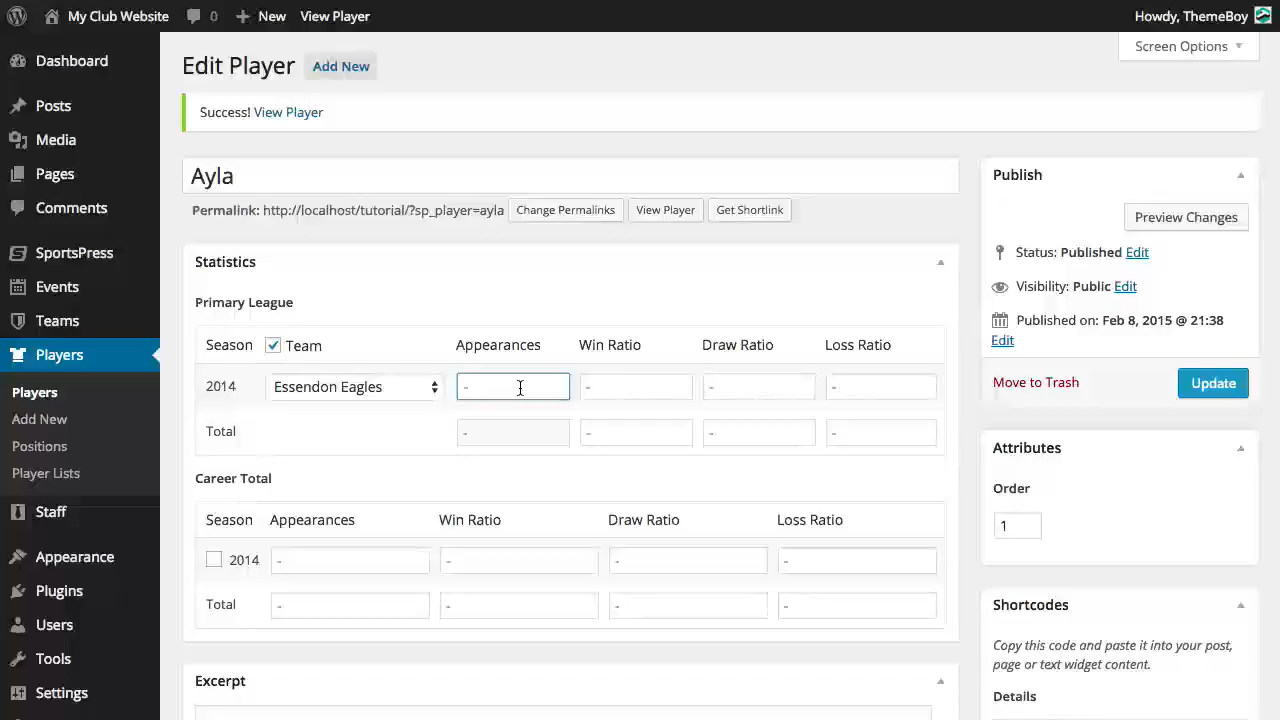 My Club Website 0 + New View Player Howdy, ThemeBoy
Screen Options
Dashboard
Posts
Media
Pages
Comments
SportsPress
Events
Teams
Players
Players
Add New
Positions
Player Lists
Staff
Appearance
Plugins
Users
Tools
Settings
Edit Player Add New
Success! View Player
Ayla
Permalink: http://localhost/tutorial/?sp_player=ayla Change Permalinks View Player Get Shortlink
Statistics
Primary League
Season Team Appearances Win Ratio Draw Ratio Loss Ratio
2014 Essendon Eagles - - - -
Total - - - -
Career Total
Season Appearances Win Ratio Draw Ratio Loss Ratio
2014 - - - -
Total - - - -
Excerpt
Publish
Preview Changes
Status: Published Edit
Visibility: Public Edit
Published on: Feb 8, 2015 @ 21:38
Edit
Move to Trash Update
Attributes
Order
1
Shortcodes
Copy this code and paste it into your post,
page or text widget content.
Details